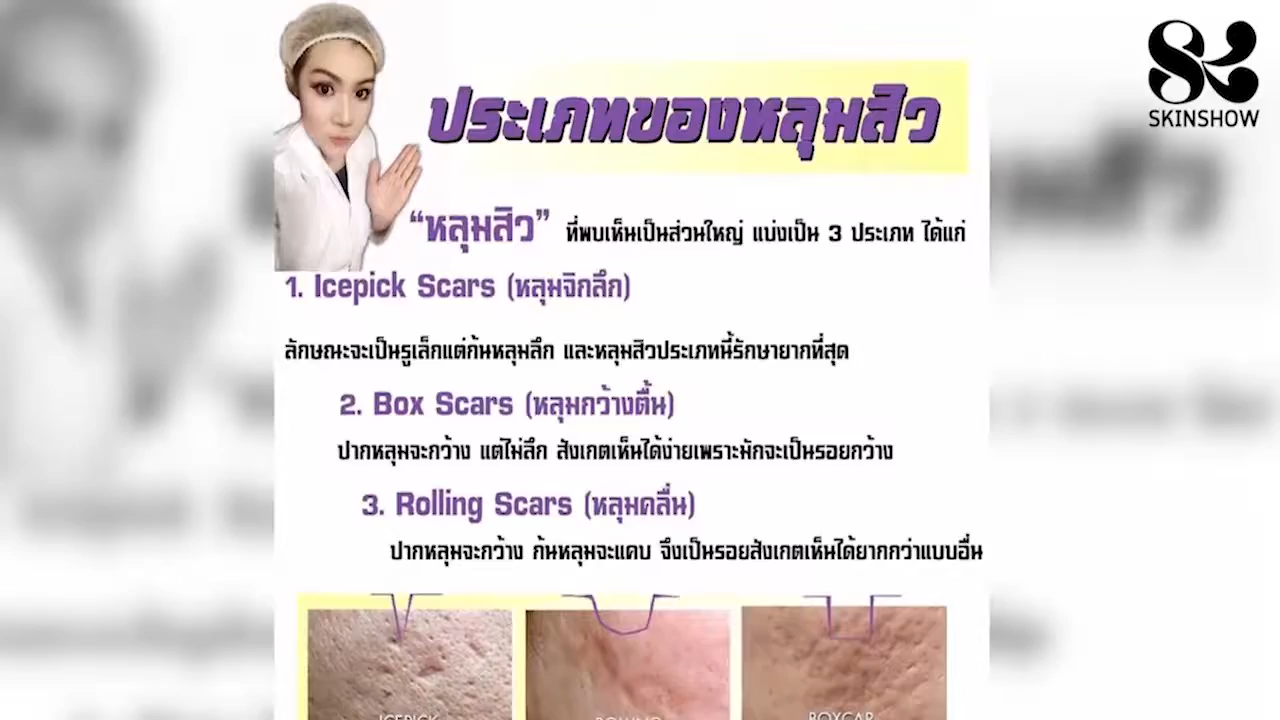 SKINSHOW
ประเภทของหลุมสิว
“หลุมสิว” ที่พบเห็นเป็นส่วนใหญ่ แบ่งเป็น 3 ประเภท ได้แก่
1. Icepick Scars (หลุมจิกลึก)
ลักษณะจะเป็นรูเล็กแต่ก้นหลุมลึก และหลุมสิวประเภทนี้รักษายากที่สุด
2. Box Scars (หลุมกว้างตื้น)
ปากหลุมจะกว้าง แต่ไม่ลึก สังเกตเห็นได้ง่ายเพราะมักจะเป็นรอยกว้าง
3. Rolling Scars (หลุมคลื่น)
ปากหลุมจะกว้าง ก้นหลุมจะแคบ จึงเป็นรอยสังเกตเห็นได้ยากกว่าแบบอื่น
ICEPICK BOXCAR